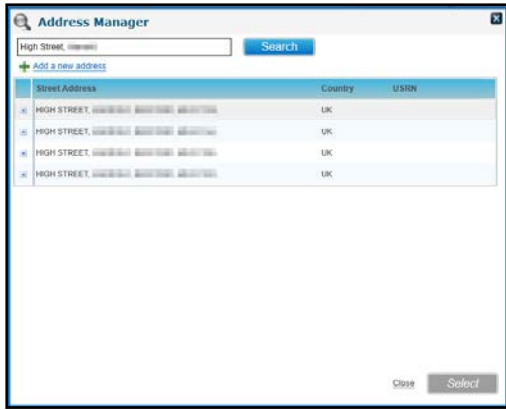 Address Manager
High Street,
Search
Add a new address
Street Address Country USRN
HIGH STREET, UK
HIGH STREET, UK
HIGH STREET, UK
HIGH STREET, UK
Close Select